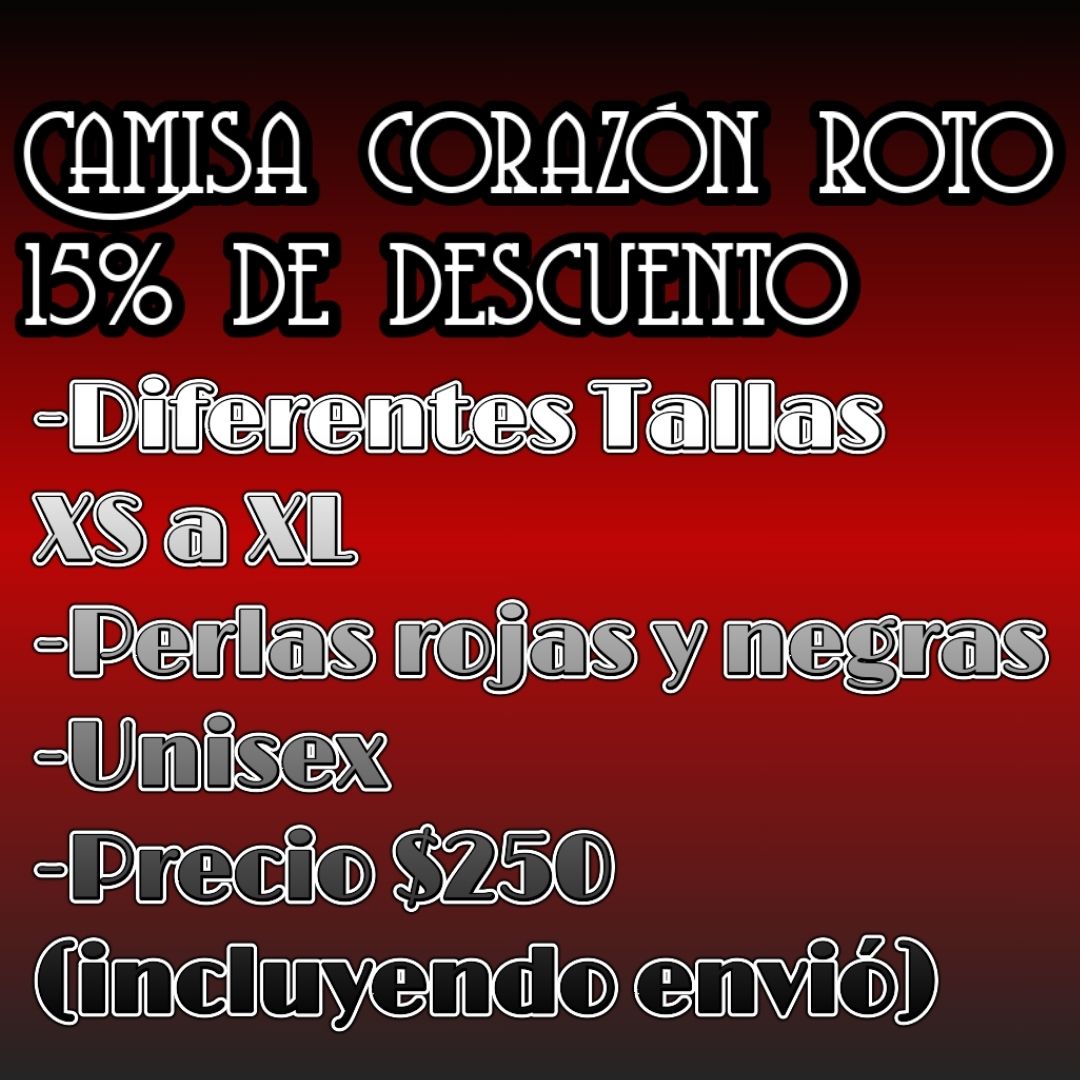 CAMISA CORAZÓN ROTO
15% DE DESCUENTO
-Diferentes Tallas
XS a XL
-Perlas rojas y negras
-Unisex
-Precio $250
(incluyendo envió)